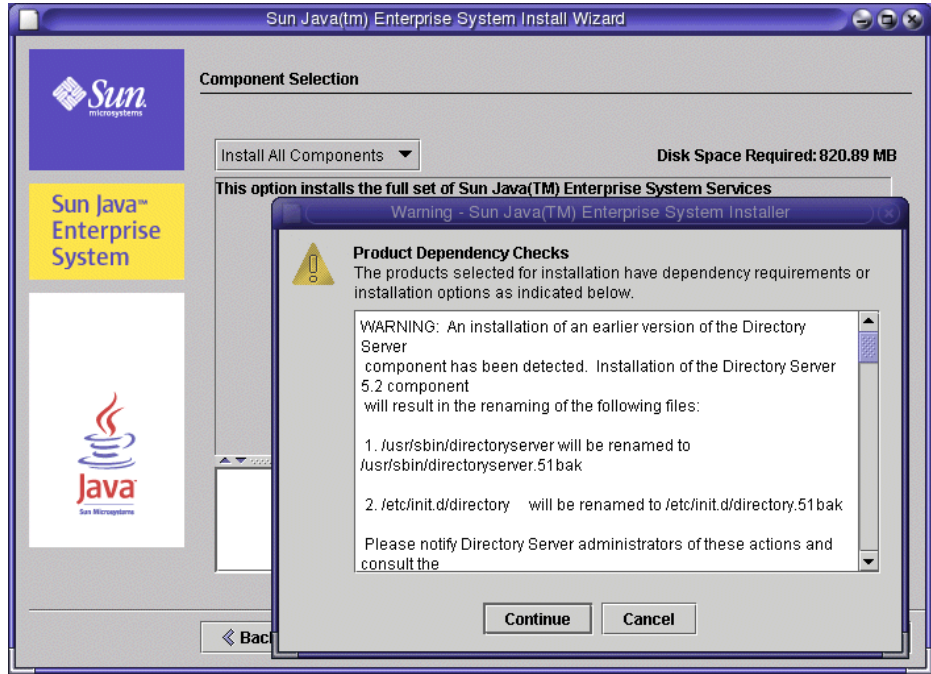 Sun Java(tm) Enterprise System Install Wizard
Sun
microsystems
Component Selection
Install All Components
Disk Space Required: 820.89 MB
This option installs the full set of Sun Java(TM) Enterprise System Services
Sun Java™
Enterprise
System
Warning - Sun Java(TM) Enterprise System Installer
Product Dependency Checks
The products selected for installation have dependency requirements or
installation options as indicated below.
WARNING: An installation of an earlier version of the Directory
Server
component has been detected. Installation of the Directory Server
5.2 component
will result in the renaming of the following files:
1. /usr/sbin/directoryserver will be renamed to
/usr/sbin/directoryserver.51bak
2. /etc/init.d/directory will be renamed to /etc/init.d/directory.51bak
Please notify Directory Server administrators of these actions and
consult the
Java
Sun Microsystems
Continue
Cancel